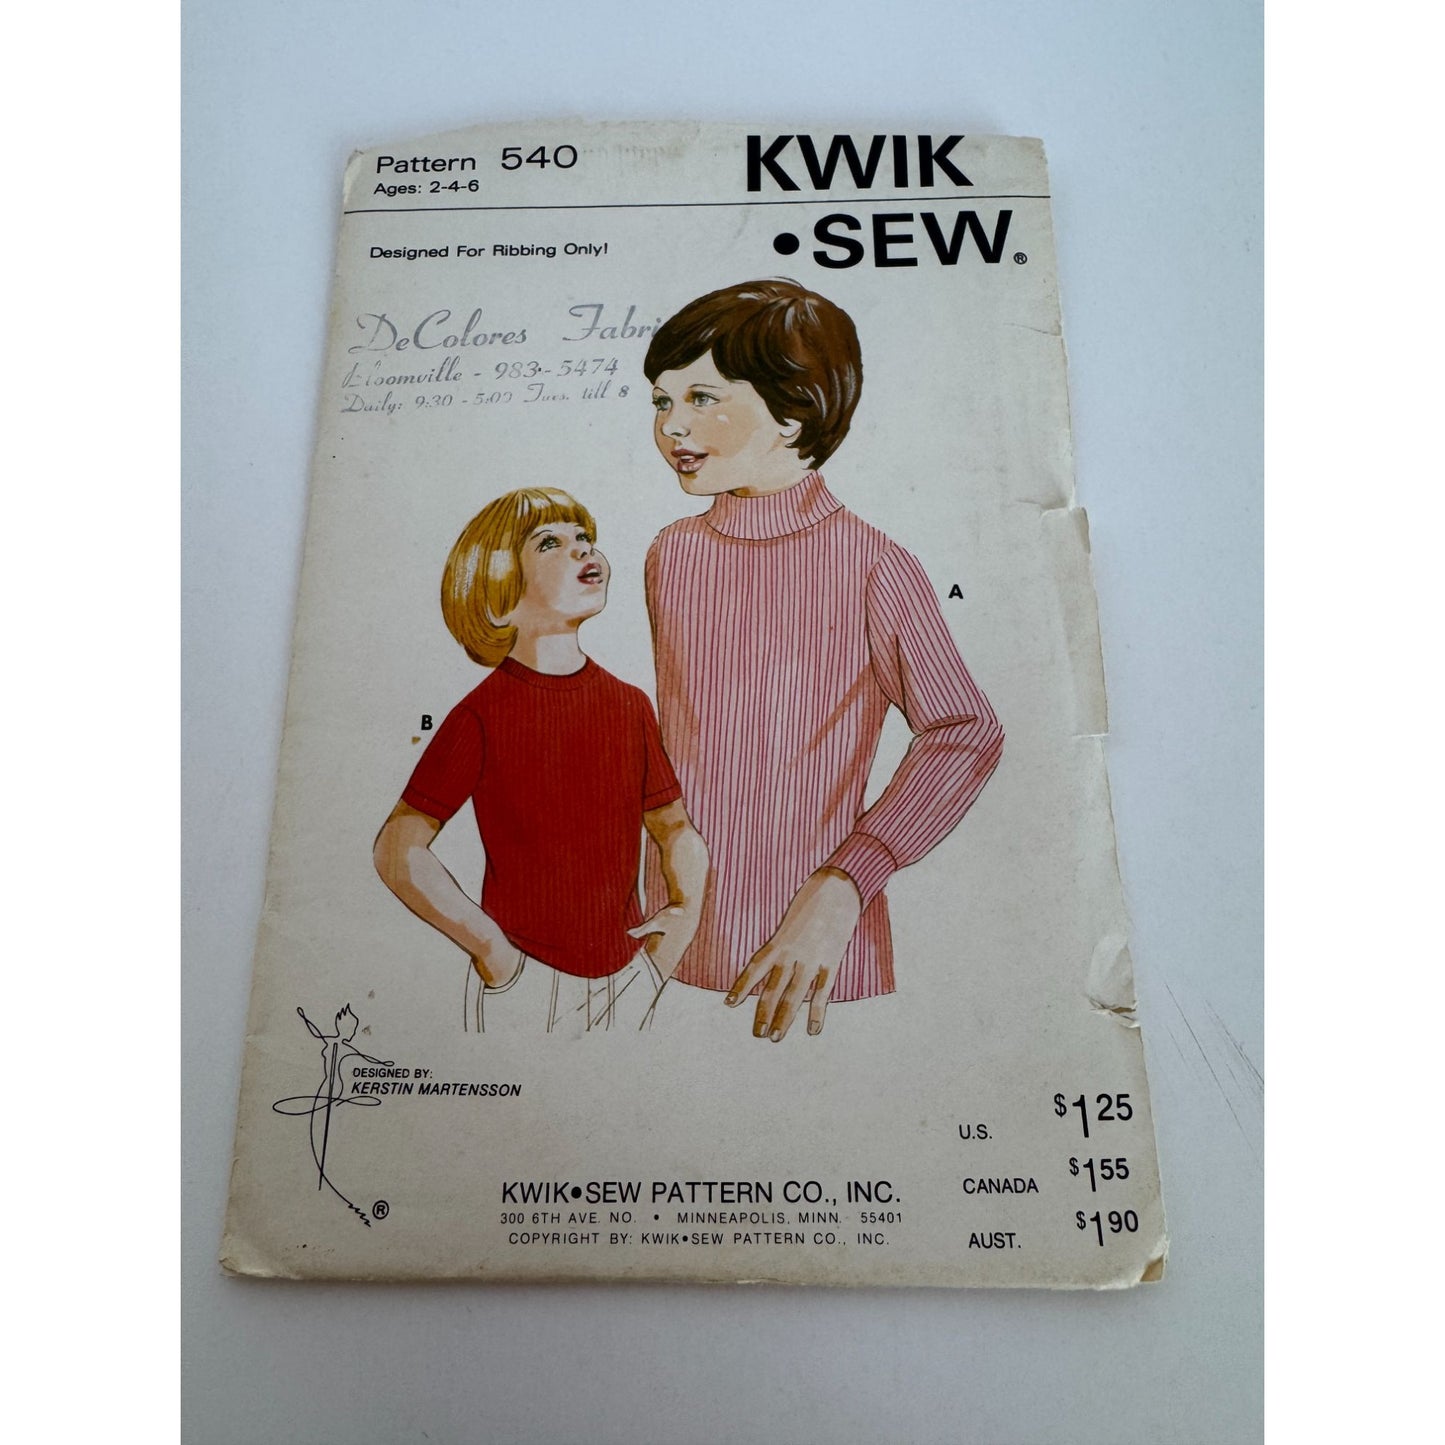 Pattern 540
Ages: 2-4-6
KWIK
•SEW®
Designed For Ribbing Only!
DeColores Fabri
Bloomville - 983-5474
Daily: 9:30 - 5:00 Tues. till 8
A
B
DESIGNED BY:
KERSTIN MARTENSSON
®
U.S. $1.25
CANADA $1.55
AUST. $1.90
KWIK•SEW PATTERN CO., INC.
300 6TH AVE. NO. • MINNEAPOLIS, MINN. 55401
COPYRIGHT BY: KWIK•SEW PATTERN CO., INC.